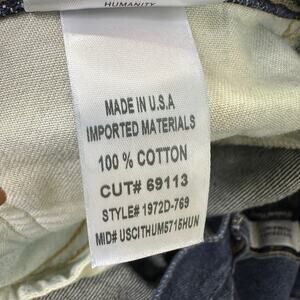 HUMANITY
MADE IN U.S.A
IMPORTED MATERIALS
100 % COTTON
CUT# 69113
STYLE# 1972D-769
MID# USCITHUM5715HUN